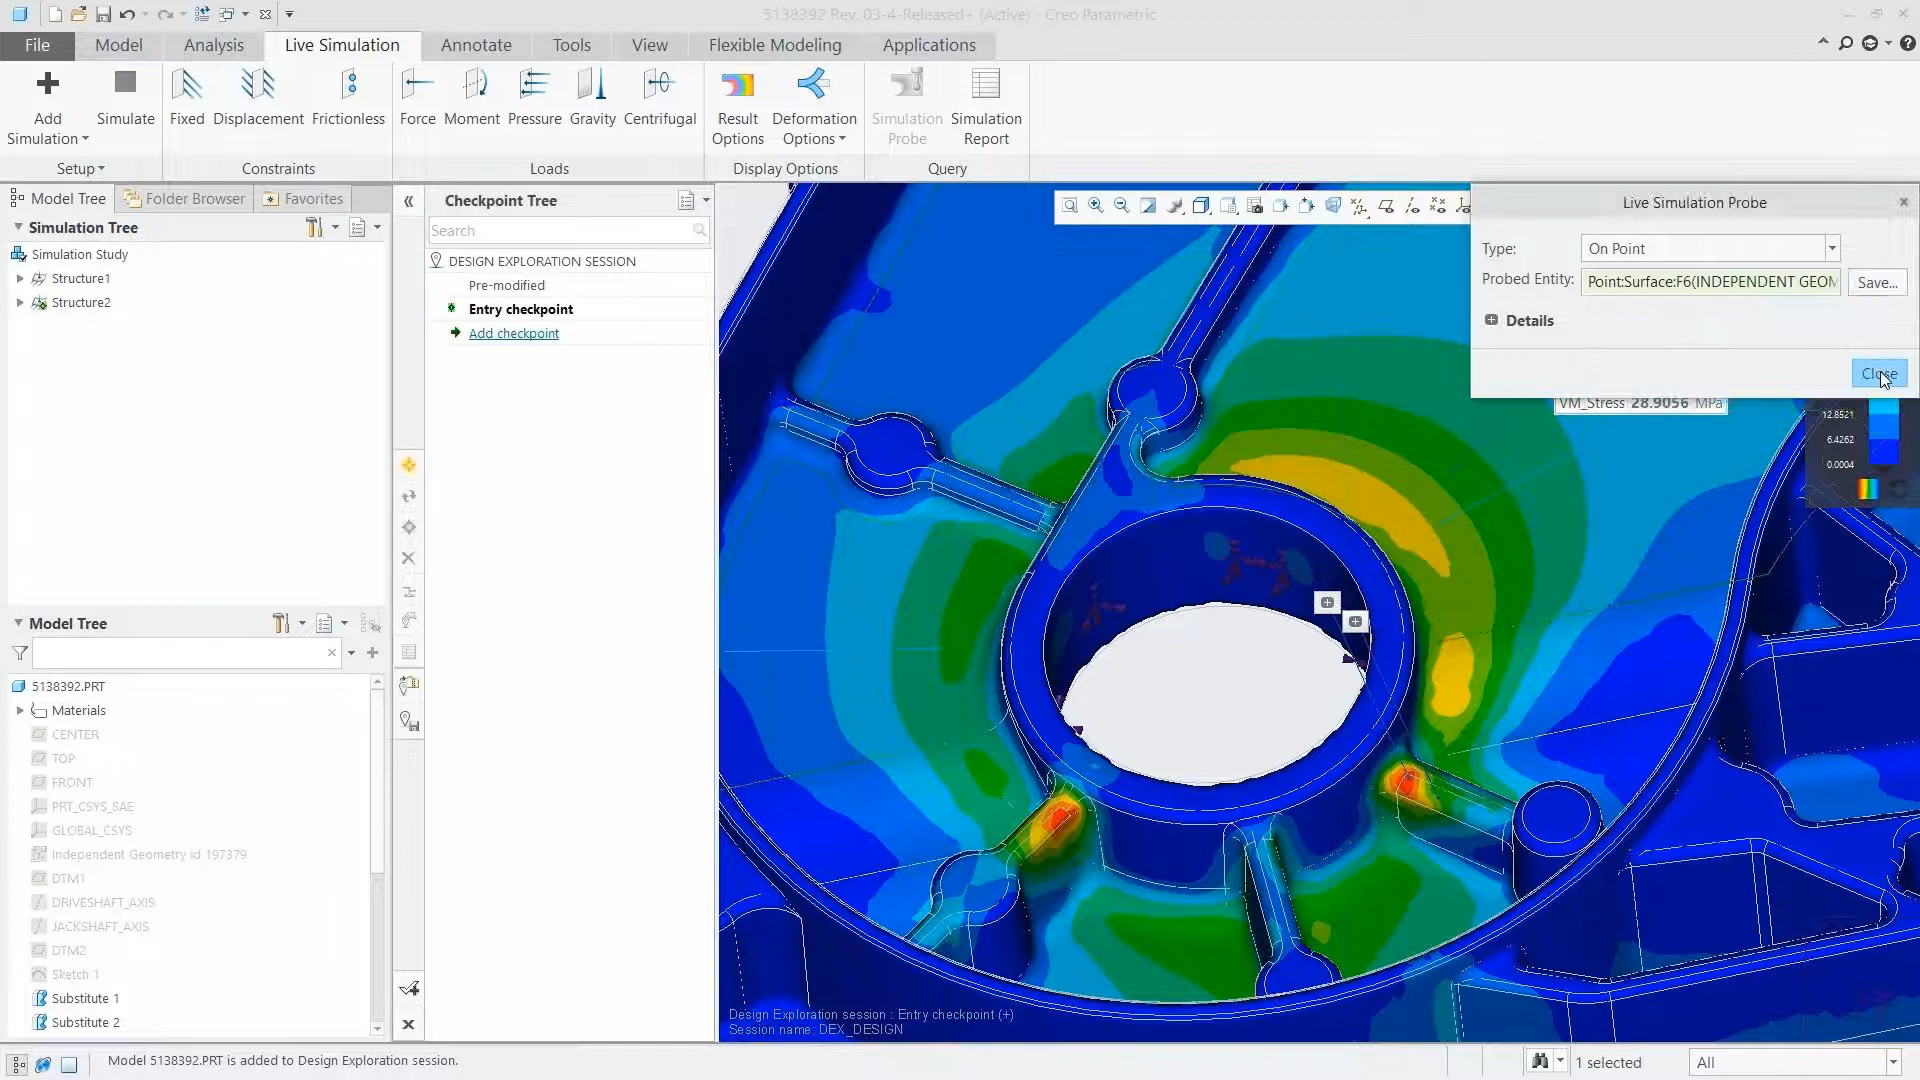 5138392 Rev. 03-4-Released+ (Active) - Creo Parametric
File Model Analysis Live Simulation Annotate Tools View Flexible Modeling Applications
Add Simulation Simulate Fixed Displacement Frictionless Force Moment Pressure Gravity Centrifugal Result Options Deformation Options Simulation Probe Simulation Report
Setup Constraints Loads Display Options Query
Model Tree Folder Browser Favorites
Simulation Tree
Simulation Study
Structure1
Structure2
Checkpoint Tree
Search
DESIGN EXPLORATION SESSION
Pre-modified
Entry checkpoint
Add checkpoint
Live Simulation Probe
Type: On Point
Probed Entity: Point:Surface:F6(INDEPENDENT GEOM Save...
Details
Close
VM_Stress 28.9056 MPa
12.8521
6.4262
0.0004
Model Tree
5138392.PRT
Materials
CENTER
TOP
FRONT
PRT_CSYS_SAE
GLOBAL_CSYS
Independent Geometry id 197379
DTM1
DRIVESHAFT_AXIS
JACKSHAFT_AXIS
DTM2
Sketch 1
Substitute 1
Substitute 2
Design Exploration session : Entry checkpoint (+)
Session name: DEX_DESIGN
Model 5138392.PRT is added to Design Exploration session.
1 selected
All